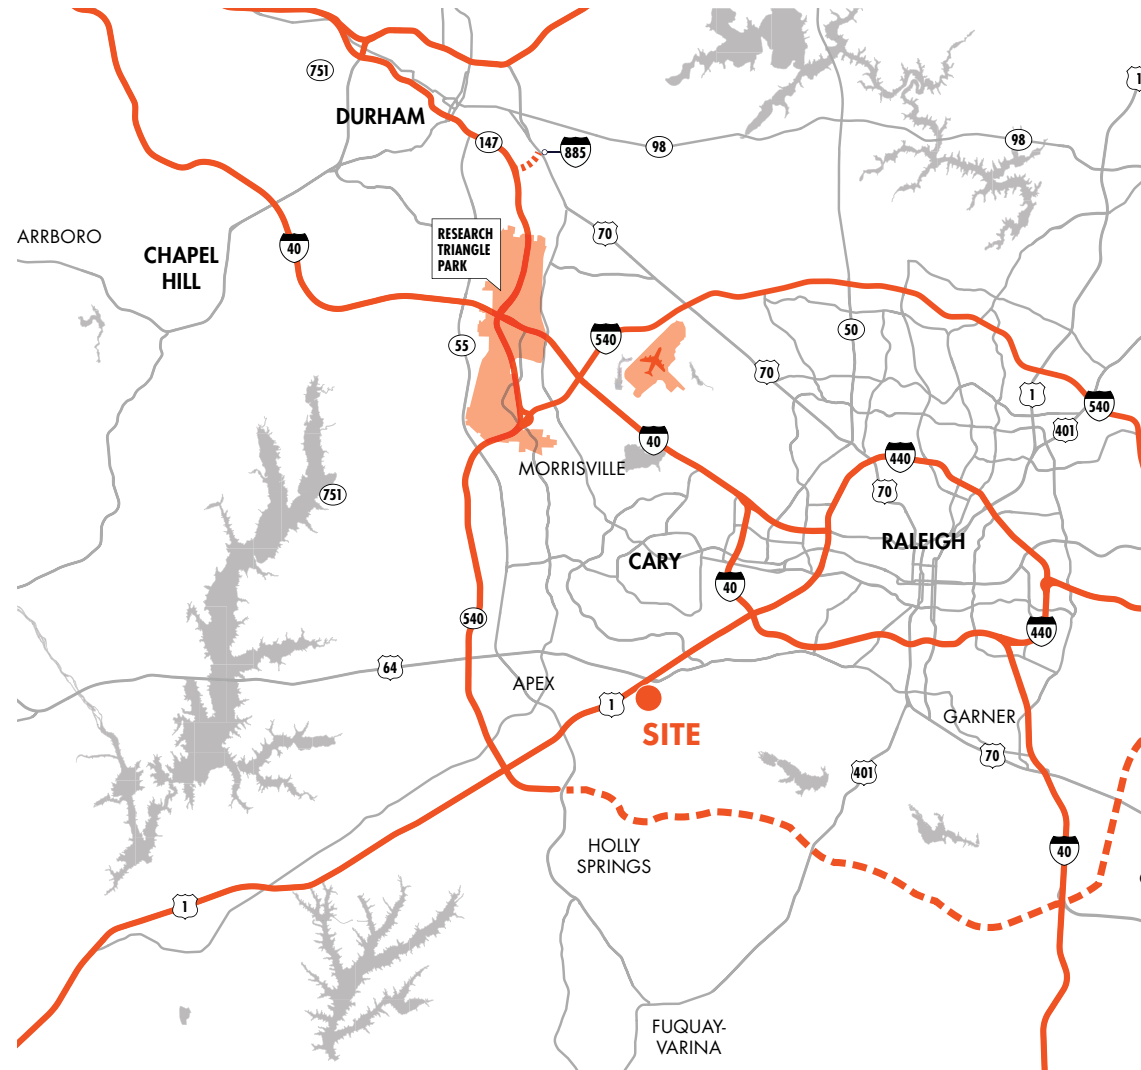 1
751
DURHAM
147
98
98
885
ARRBORO
CHAPEL
HILL
40
RESEARCH
TRIANGLE
PARK
70
55
540
50
70
1
540
401
40
440
MORRISVILLE
70
751
RALEIGH
CARY
40
540
440
64
APEX
1
SITE
GARNER
70
401
HOLLY
SPRINGS
40
1
FUQUAY-
VARINA